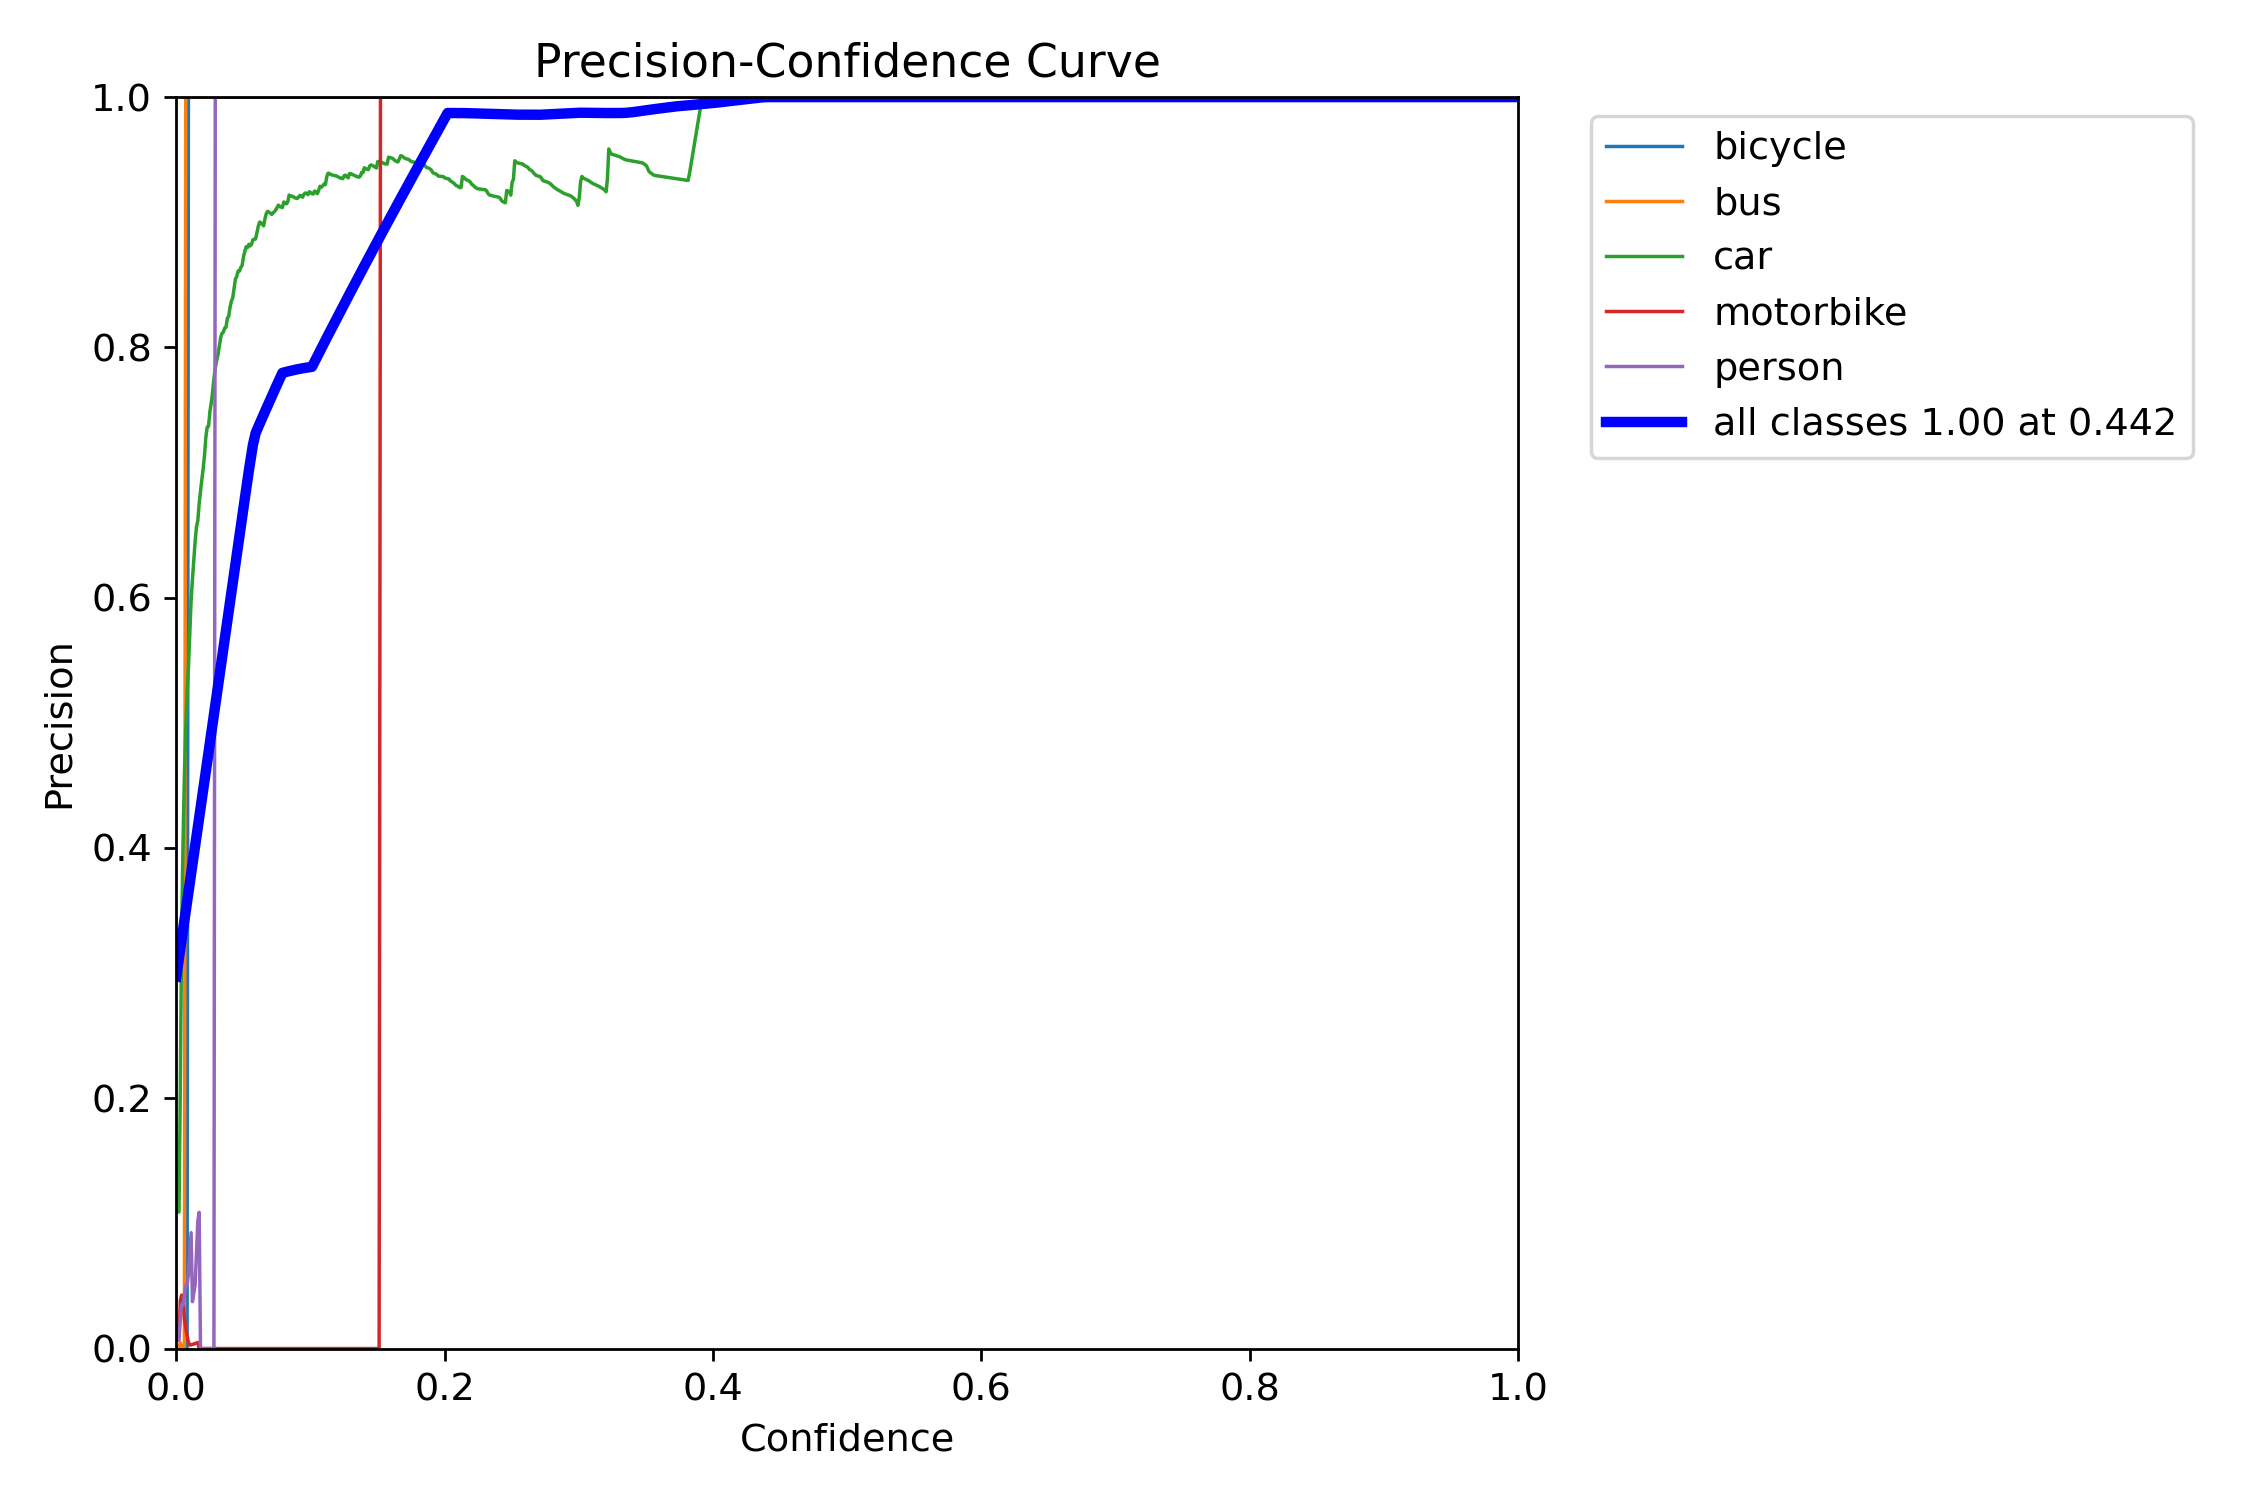 Precision-Confidence Curve
1.0
0.8
0.6
0.4
0.2
0.0
Precision
0.0 0.2 0.4 0.6 0.8 1.0
Confidence
bicycle
bus
car
motorbike
person
all classes 1.00 at 0.442